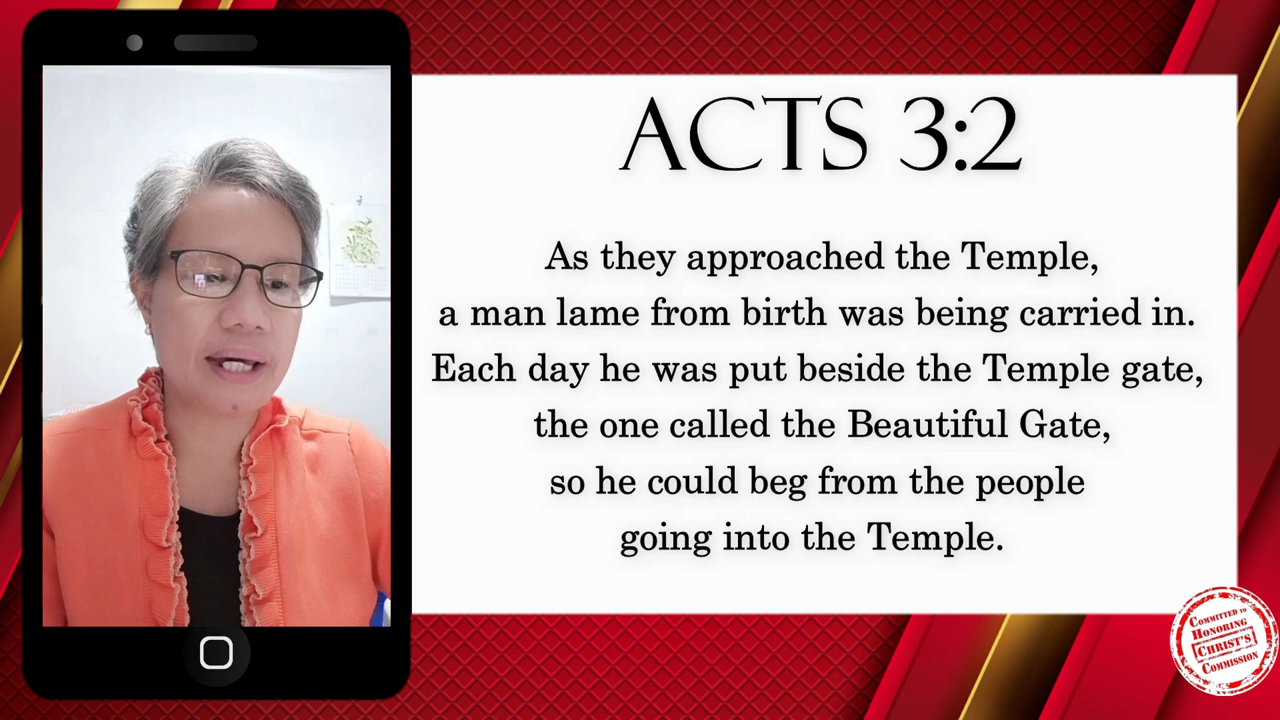 ACTS 3:2
As they approached the Temple,
a man lame from birth was being carried in.
Each day he was put beside the Temple gate,
the one called the Beautiful Gate,
so he could beg from the people
going into the Temple.
COMMITTED TO
HONORING
CHRIST'S
COMMISSION